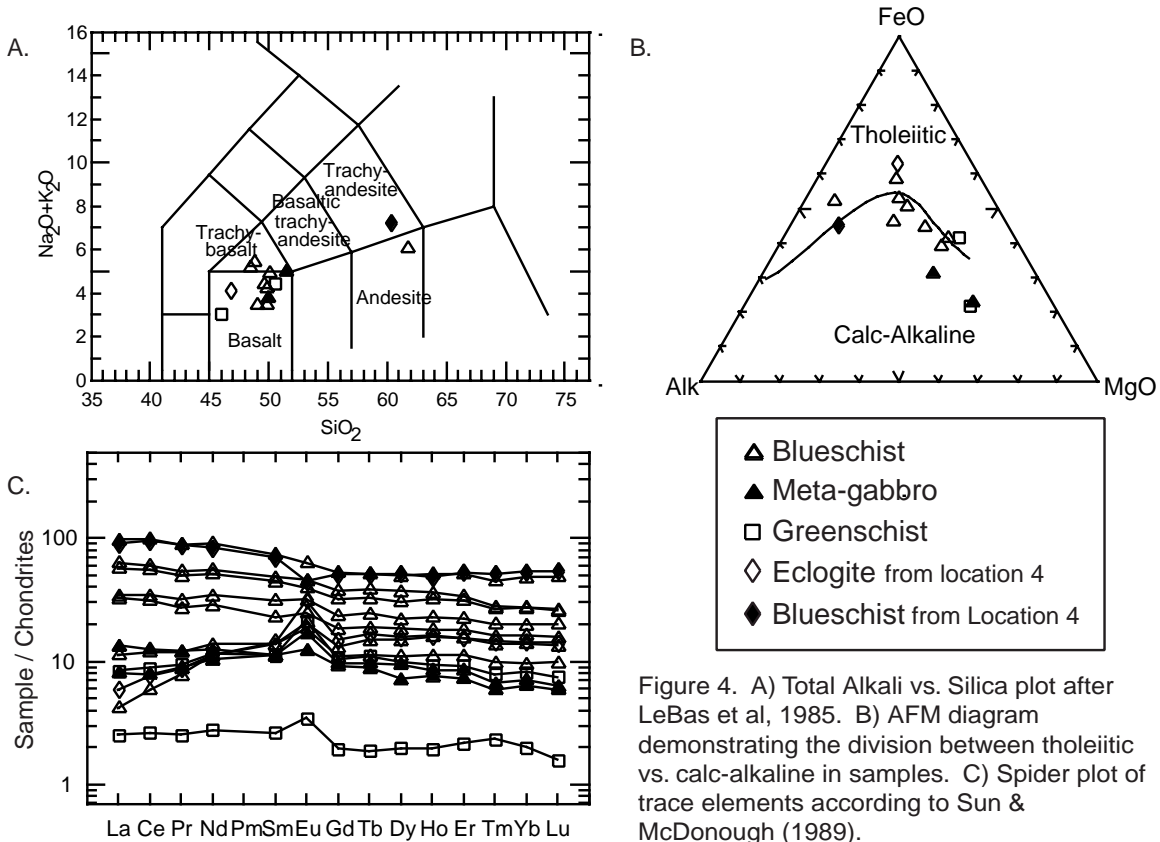 A.
16
14
12
10
8
6
4
2
0
Na2O+K2O
Trachy-
andesite
Basaltic
trachy-
andesite
Trachy-
basalt
Andesite
Basalt
35 40 45 50 55 60 65 70 75
SiO2
B.
FeO
Tholeiitic
Calc-Alkaline
Alk
MgO
Blueschist
Meta-gabbro
Greenschist
Eclogite from location 4
Blueschist from Location 4
C.
100
10
1
Sample / Chondrites
La Ce Pr Nd PmSm Eu Gd Tb Dy Ho Er Tm Yb Lu
Figure 4. A) Total Alkali vs. Silica plot after
LeBas et al, 1985. B) AFM diagram
demonstrating the division between tholeiitic
vs. calc-alkaline in samples. C) Spider plot of
trace elements according to Sun &
McDonough (1989).